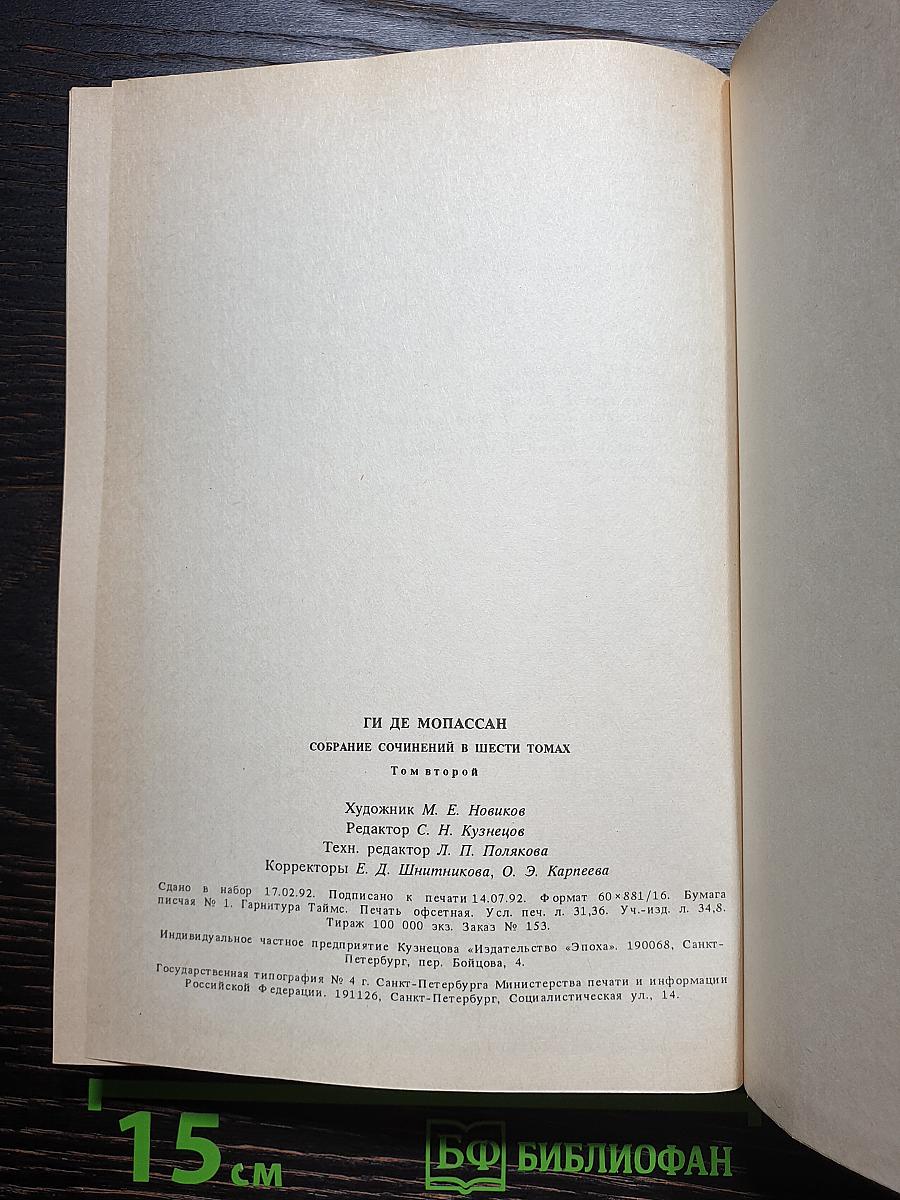 ГИ ДЕ МОПАССАН
СОБРАНИЕ СОЧИНЕНИЙ В ШЕСТИ ТОМАХ
Том второй
Художник М. Е. Новиков
Редактор С. Н. Кузнецов
Техн. редактор Л. П. Полякова
Корректоры Е. Д. Шнитникова, О. Э. Карпеева
Сдано в набор 17.02.92. Подписано к печати 14.07.92. Формат 60×881/16. Бумага
писчая № 1. Гарнитура Таймс. Печать офсетная. Усл. печ. л. 31,36. Уч.-изд. л. 34,8.
Тираж 100 000 экз. Заказ № 153.
Индивидуальное частное предприятие Кузнецова «Издательство «Эпоха». 190068, Санкт-
Петербург, пер. Бойцова, 4.
Государственная типография № 4 г. Санкт-Петербурга Министерства печати и информации
Российской Федерации. 191126, Санкт-Петербург, Социалистическая ул., 14.
15 см
БФ БИБЛИОФАН